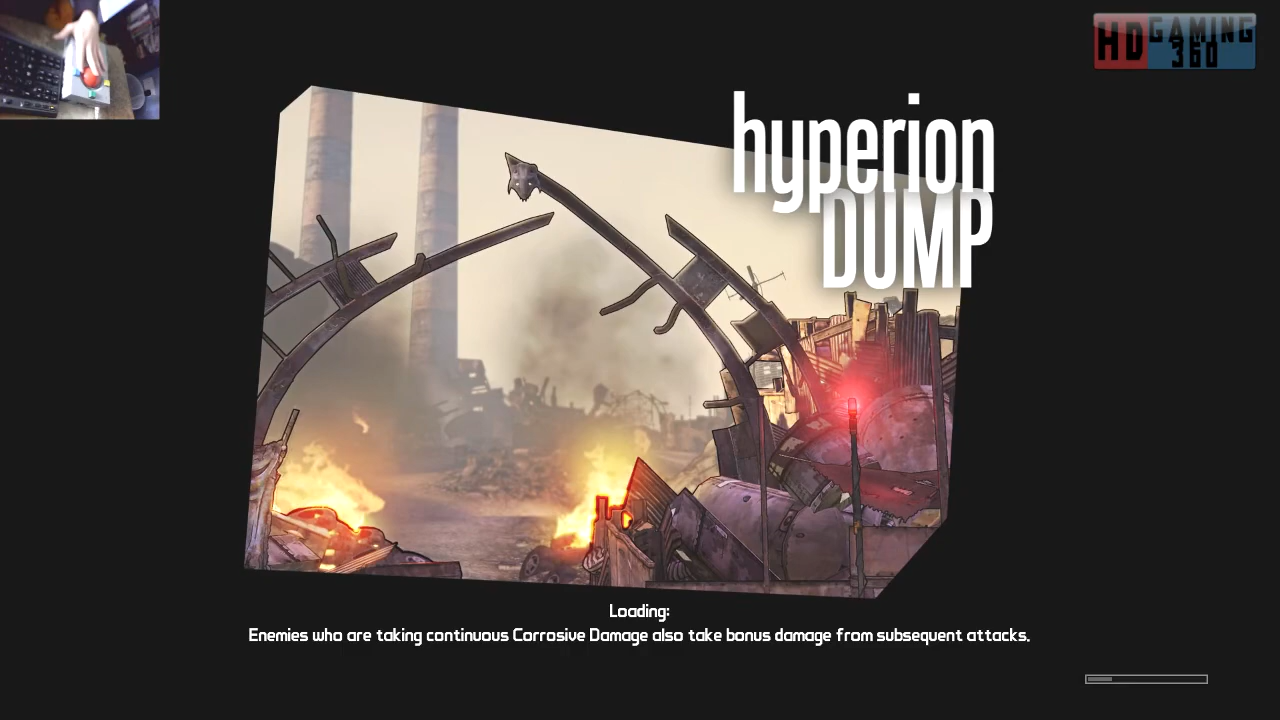 HD GAMING
360
hyperion
DUMP
Loading:
Enemies who are taking continuous Corrosive Damage also take bonus damage from subsequent attacks.